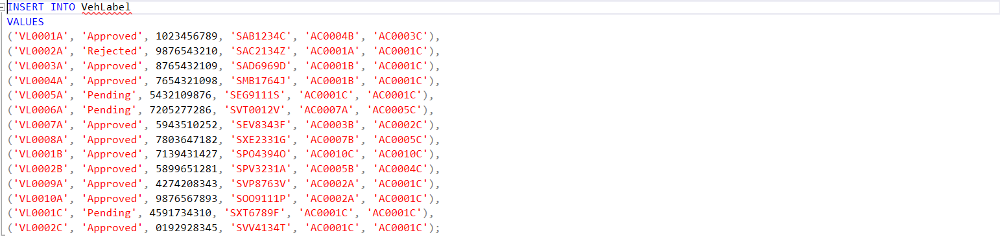 INSERT INTO VehLabel
VALUES
('VL0001A', 'Approved', 1023456789, 'SAB1234C', 'AC0004B', 'AC0003C'),
('VL0002A', 'Rejected', 9876543210, 'SAC2134Z', 'AC0001A', 'AC0001C'),
('VL0003A', 'Approved', 8765432109, 'SAD6969D', 'AC0001B', 'AC0001C'),
('VL0004A', 'Approved', 7654321098, 'SMB1764J', 'AC0001B', 'AC0001C'),
('VL0005A', 'Pending', 5432109876, 'SEG9111S', 'AC0001C', 'AC0001C'),
('VL0006A', 'Pending', 7205277286, 'SVT0012V', 'AC0007A', 'AC0005C'),
('VL0007A', 'Approved', 5943510252, 'SEV8343F', 'AC0003B', 'AC0002C'),
('VL0008A', 'Approved', 7803647182, 'SXE2331G', 'AC0007B', 'AC0005C'),
('VL0001B', 'Approved', 7139431427, 'SPO4394O', 'AC0010C', 'AC0010C'),
('VL0002B', 'Approved', 5899651281, 'SPV3231A', 'AC0005B', 'AC0004C'),
('VL0009A', 'Approved', 4274208343, 'SVP8763V', 'AC0002A', 'AC0001C'),
('VL0010A', 'Approved', 9876567893, 'SOO9111P', 'AC0002A', 'AC0001C'),
('VL0001C', 'Pending', 4591734310, 'SXT6789F', 'AC0001C', 'AC0001C'),
('VL0002C', 'Approved', 0192928345, 'SVV4134T', 'AC0001C', 'AC0001C');